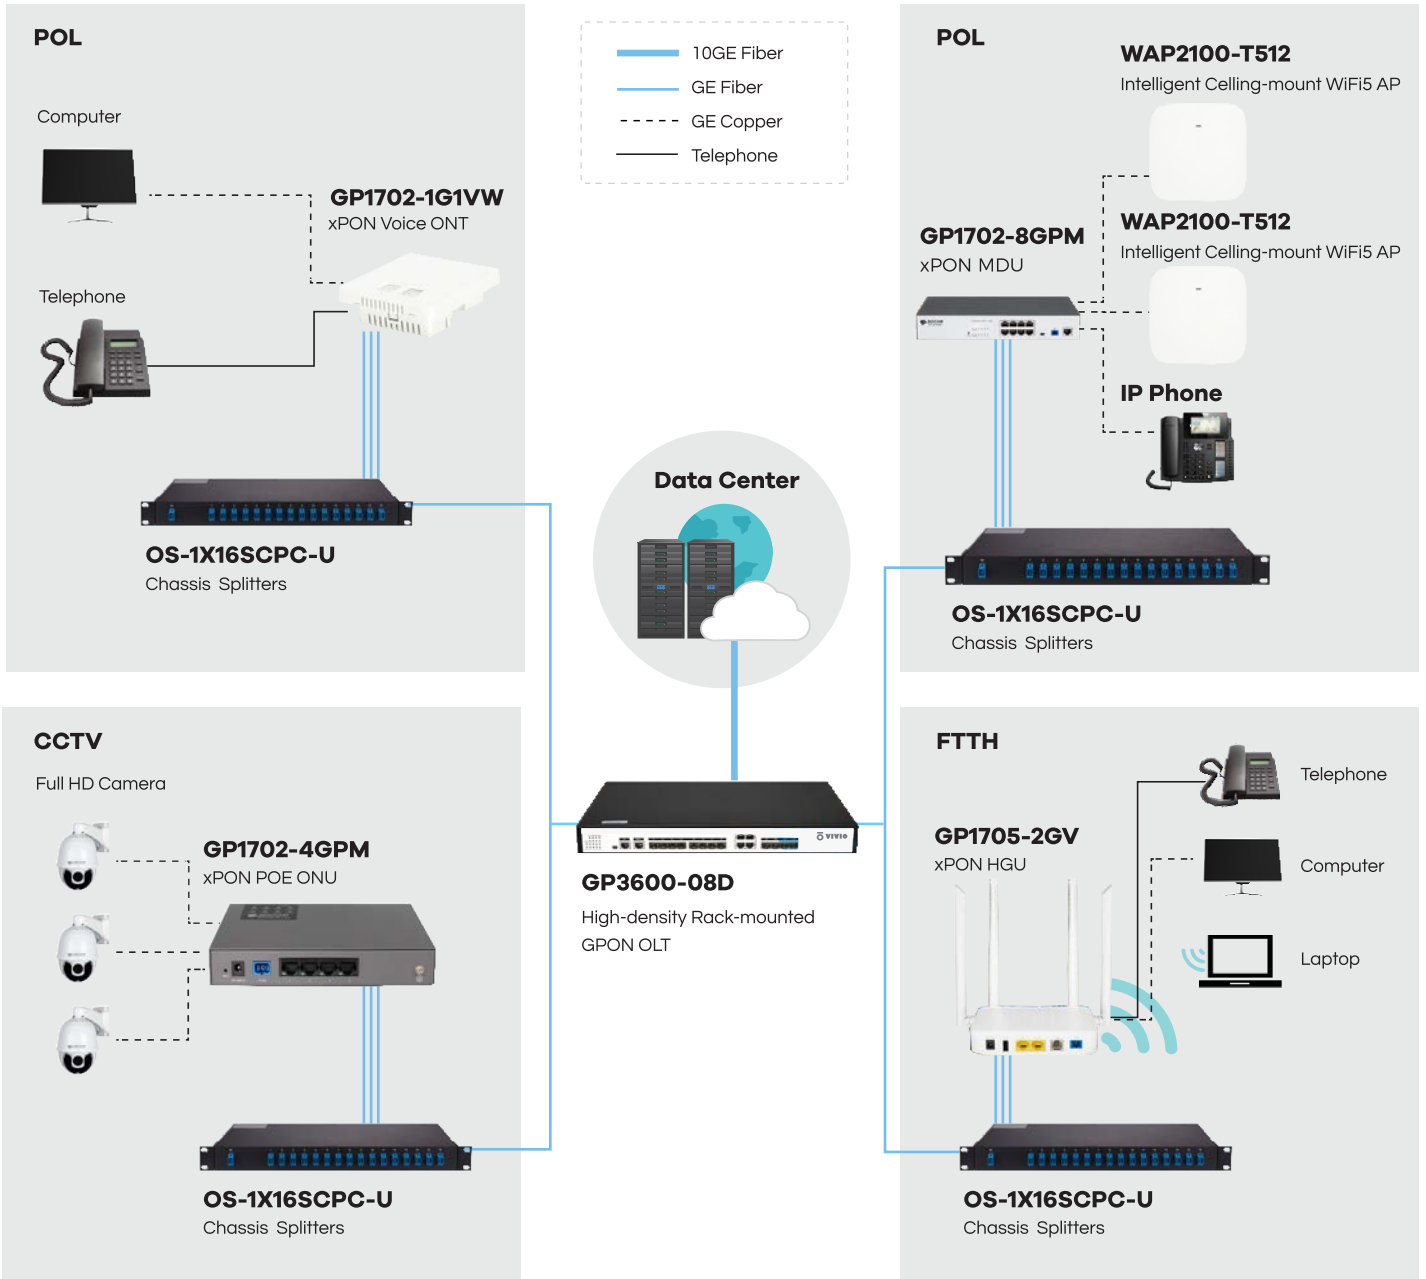 POL
Computer
GP1702-1G1VW
xPON Voice ONT
Telephone
OS-1X16SCPC-U
Chassis Splitters
10GE Fiber
GE Fiber
GE Copper
Telephone
POL
WAP2100-T512
Intelligent Celling-mount WiFi5 AP
WAP2100-T512
Intelligent Celling-mount WiFi5 AP
GP1702-8GPM
xPON MDU
IP Phone
OS-1X16SCPC-U
Chassis Splitters
Data Center
VIVIO
GP3600-08D
High-density Rack-mounted
GPON OLT
CCTV
Full HD Camera
GP1702-4GPM
xPON POE ONU
OS-1X16SCPC-U
Chassis Splitters
FTTH
Telephone
GP1705-2GV
xPON HGU
Computer
Laptop
OS-1X16SCPC-U
Chassis Splitters